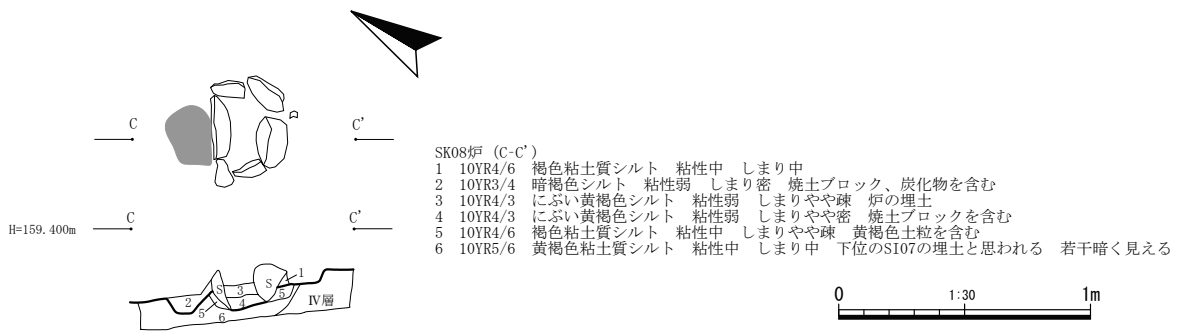 C C'
SK08炉 (C-C')
1 10YR4/6 褐色粘土質シルト 粘性中 しまり中
2 10YR3/4 暗褐色シルト 粘性弱 しまり密 焼土ブロック、炭化物を含む
3 10YR4/3 にぶい黄褐色シルト 粘性弱 しまりやや疎 炉の埋土
4 10YR4/3 にぶい黄褐色シルト 粘性弱 しまりやや密 焼土ブロックを含む
5 10YR4/6 褐色粘土質シルト 粘性中 しまりやや疎 黄褐色土粒を含む
6 10YR5/6 黄褐色粘土質シルト 粘性中 しまり中 下位のSI07の埋土と思われる 若干暗く見える
C C'
H=159.400m
S 3 S 1
2 4 5 Ⅳ層
5 6
0 1:30 1m